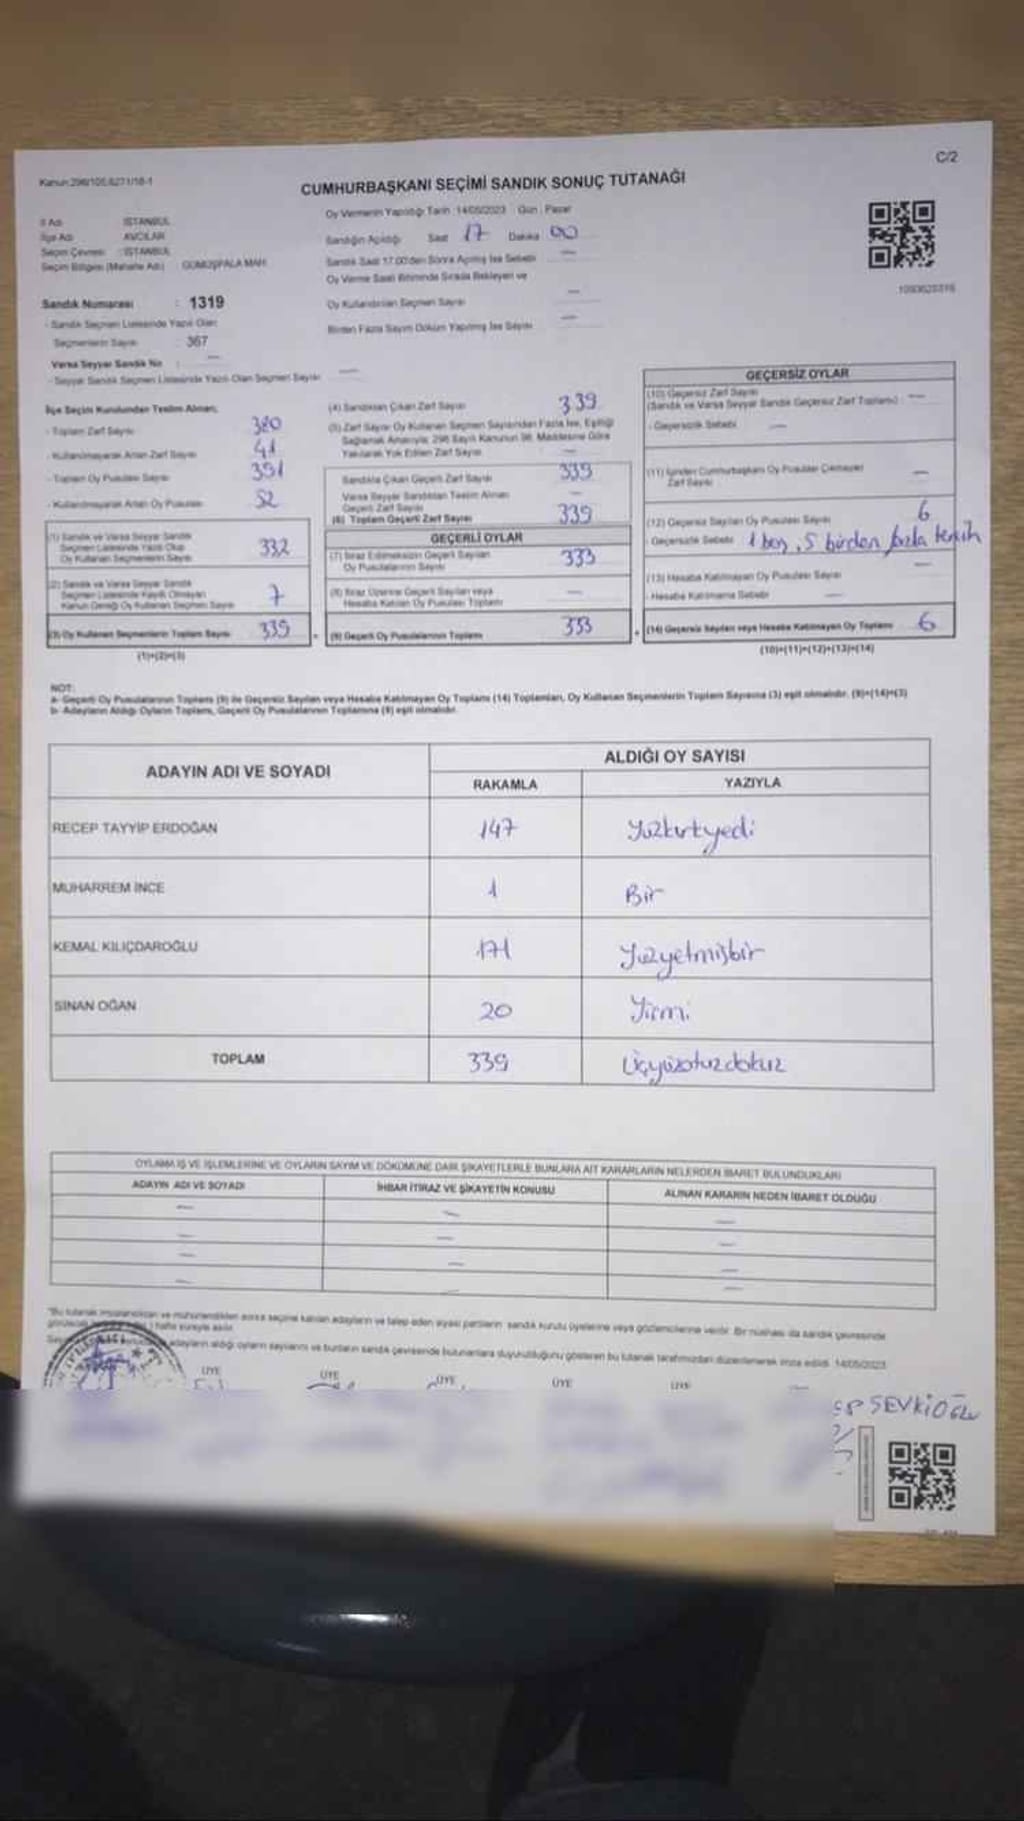 C/2
Kanun:298/105,6271/18-1
CUMHURBAŞKANI SEÇİMİ SANDIK SONUÇ TUTANAĞI
Oy Vermenin Yapıldığı Tarih :14/05/2023 Gün : Pazar
İl Adı : İSTANBUL
İlçe Adı : AVCILAR
Seçim Çevresi : İSTANBUL
Seçim Bölgesi (Mahalle Adı) : GÜMÜŞPALA MAH.
Sandığın Açıldığı Saat 17 Dakika 00
Sandık Saat 17.00'den Sonra Açılmış İse Sebebi —
Oy Verme Saati Bitiminde Sırada Bekleyen ve
Oy Kullandırılan Seçmen Sayısı —
Birden Fazla Sayım Döküm Yapılmış İse Sayısı —
Sandık Numarası : 1319
- Sandık Seçmen Listesinde Yazılı Olan
Seçmenlerin Sayısı : 367
Varsa Seyyar Sandık No : —
- Seyyar Sandık Seçmen Listesinde Yazılı Olan Seçmen Sayısı —
İlçe Seçim Kurulundan Teslim Alınan;
- Toplam Zarf Sayısı 380
- Kullanılmayarak Artan Zarf Sayısı 41
- Toplam Oy Pusulası Sayısı 391
- Kullanılmayarak Artan Oy Pusulası 52
(1) Sandık ve Varsa Seyyar Sandık
Seçmen Listesinde Yazılı Olup
Oy Kullanan Seçmenlerin Sayısı 332
(2) Sandık ve Varsa Seyyar Sandık
Seçmen Listesinde Kayıtlı Olmayan
Kanun Gereği Oy Kullanan Seçmen Sayısı 7
(3) Oy Kullanan Seçmenlerin Toplam Sayısı 339
(1)+(2)=(3)
(4) Sandıktan Çıkan Zarf Sayısı 339
(5) Zarf Sayısı Oy Kullanan Seçmen Sayısından Fazla İse, Eşitliği
Sağlamak Amacıyla; 298 Sayılı Kanunun 98. Maddesine Göre
Yakılarak Yok Edilen Zarf Sayısı —
Sandıkta Çıkan Geçerli Zarf Sayısı 339
Varsa Seyyar Sandıktan Teslim Alınan
Geçerli Zarf Sayısı —
(6) Toplam Geçerli Zarf Sayısı 339
GEÇERLİ OYLAR
(7) İtiraz Edilmeksizin Geçerli Sayılan
Oy Pusulalarının Sayısı 333
(8) İtiraz Üzerine Geçerli Sayılan veya
Hesaba Katılan Oy Pusulası Toplamı —
(9) Geçerli Oy Pusulalarının Toplamı 333
GEÇERSİZ OYLAR
(10) Geçersiz Zarf Sayısı
(Sandık ve Varsa Seyyar Sandık Geçersiz Zarf Toplamı) —
- Geçersizlik Sebebi —
(11) İçinden Cumhurbaşkanı Oy Pusulası Çıkmayan
Zarf Sayısı —
(12) Geçersiz Sayılan Oy Pusulası Sayısı 6
- Geçersizlik Sebebi 1 boş, 5 birden fazla tercih
(13) Hesaba Katılmayan Oy Pusulası Sayısı —
- Hesaba Katılmama Sebebi —
(14) Geçersiz Sayılan veya Hesaba Katılmayan Oy Toplamı 6
(10)+(11)+(12)+(13)=(14)
NOT:
a- Geçerli Oy Pusulalarının Toplamı (9) ile Geçersiz Sayılan veya Hesaba Katılmayan Oy Toplamı (14) Toplamları, Oy Kullanan Seçmenlerin Toplam Sayısına (3) eşit olmalıdır. (9)+(14)=(3)
b- Adayların Aldığı Oyların Toplamı, Geçerli Oy Pusulalarının Toplamına (9) eşit olmalıdır.
ADAYIN ADI VE SOYADI
ALDIĞI OY SAYISI
RAKAMLA YAZIYLA
RECEP TAYYİP ERDOĞAN 147 Yüzkırkyedi
MUHARREM İNCE 1 Bir
KEMAL KILIÇDAROĞLU 171 Yüzyetmişbir
SİNAN OĞAN 20 Yirmi
TOPLAM 339 Üçyüzotuzdokuz
OYLAMA İŞ VE İŞLEMLERİNE VE OYLARIN SAYIM VE DÖKÜMÜNE DAİR ŞİKAYETLERLE BUNLARA AİT KARARLARIN NELERDEN İBARET BULUNDUKLARI
ADAYIN ADI VE SOYADI İHBAR İTİRAZ VE ŞİKAYETİN KONUSU ALINAN KARARIN NEDEN İBARET OLDUĞU
"Bu tutanak imzalandıktan ve mühürlendikten sonra seçime katılan adayların ve talep eden siyasi partilerin sandık kurulu üyelerine veya gözlemcilerine verilir. Bir nüshası da sandık çevresinde
1 hafta süreyle asılır.
adayların aldığı oyların sayılarını ve bunların sandık çevresinde bulunanlara duyurulduğunu gösteren bu tutanak tarafımızdan düzenlenerek imza edildi. 14/05/2023
ÜYE ÜYE ÜYE ÜYE ÜYE
SEVKİOĞLU